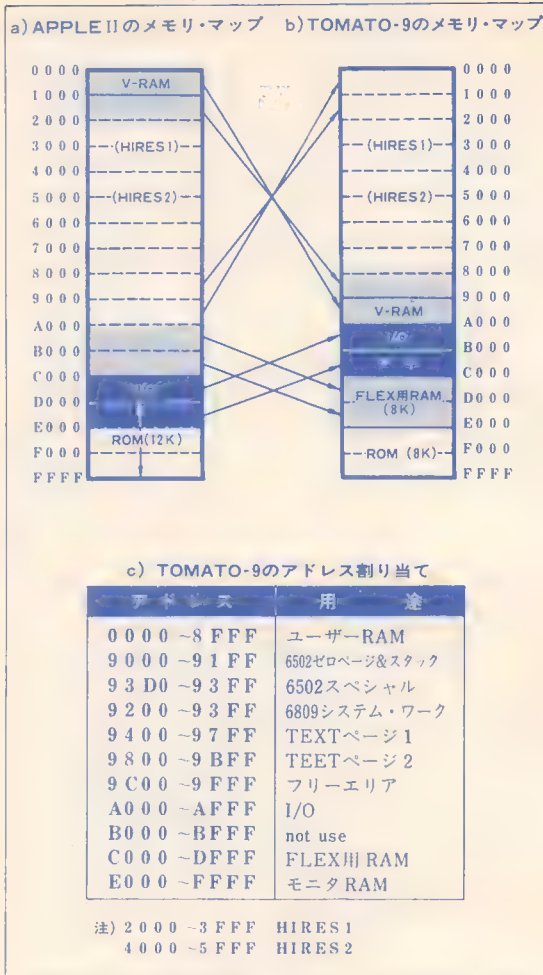 a) APPLE IIのメモリ・マップ b) TOMATO-9のメモリ・マップ
0000
1000
2000
3000
4000
5000
6000
7000
8000
9000
A000
B000
C000
D000
E000
F000
FFFF
V-RAM
(HIRES1)
(HIRES2)
I/O
ROM(12K)
(HIRES1)
(HIRES2)
V-RAM
I/O
FLEX用RAM
(8K)
ROM (8K)
0000
1000
2000
3000
4000
5000
6000
7000
8000
9000
A000
B000
C000
D000
E000
F000
FFFF
c) TOMATO-9のアドレス割り当て
アドレス 用途
0000~8FFF ユーザーRAM
9000~91FF 6502ゼロページ&スタック
93D0~93FF 6502スペシャル
9200~93FF 6809システム・ワーク
9400~97FF TEXTページ1
9800~9BFF TEETページ2
9C00~9FFF フリーエリア
A000~AFFF I/O
B000~BFFF not use
C000~DFFF FLEX用RAM
E000~FFFF モニタRAM
注) 2000~3FFF HIRES1
4000~5FFF HIRES2